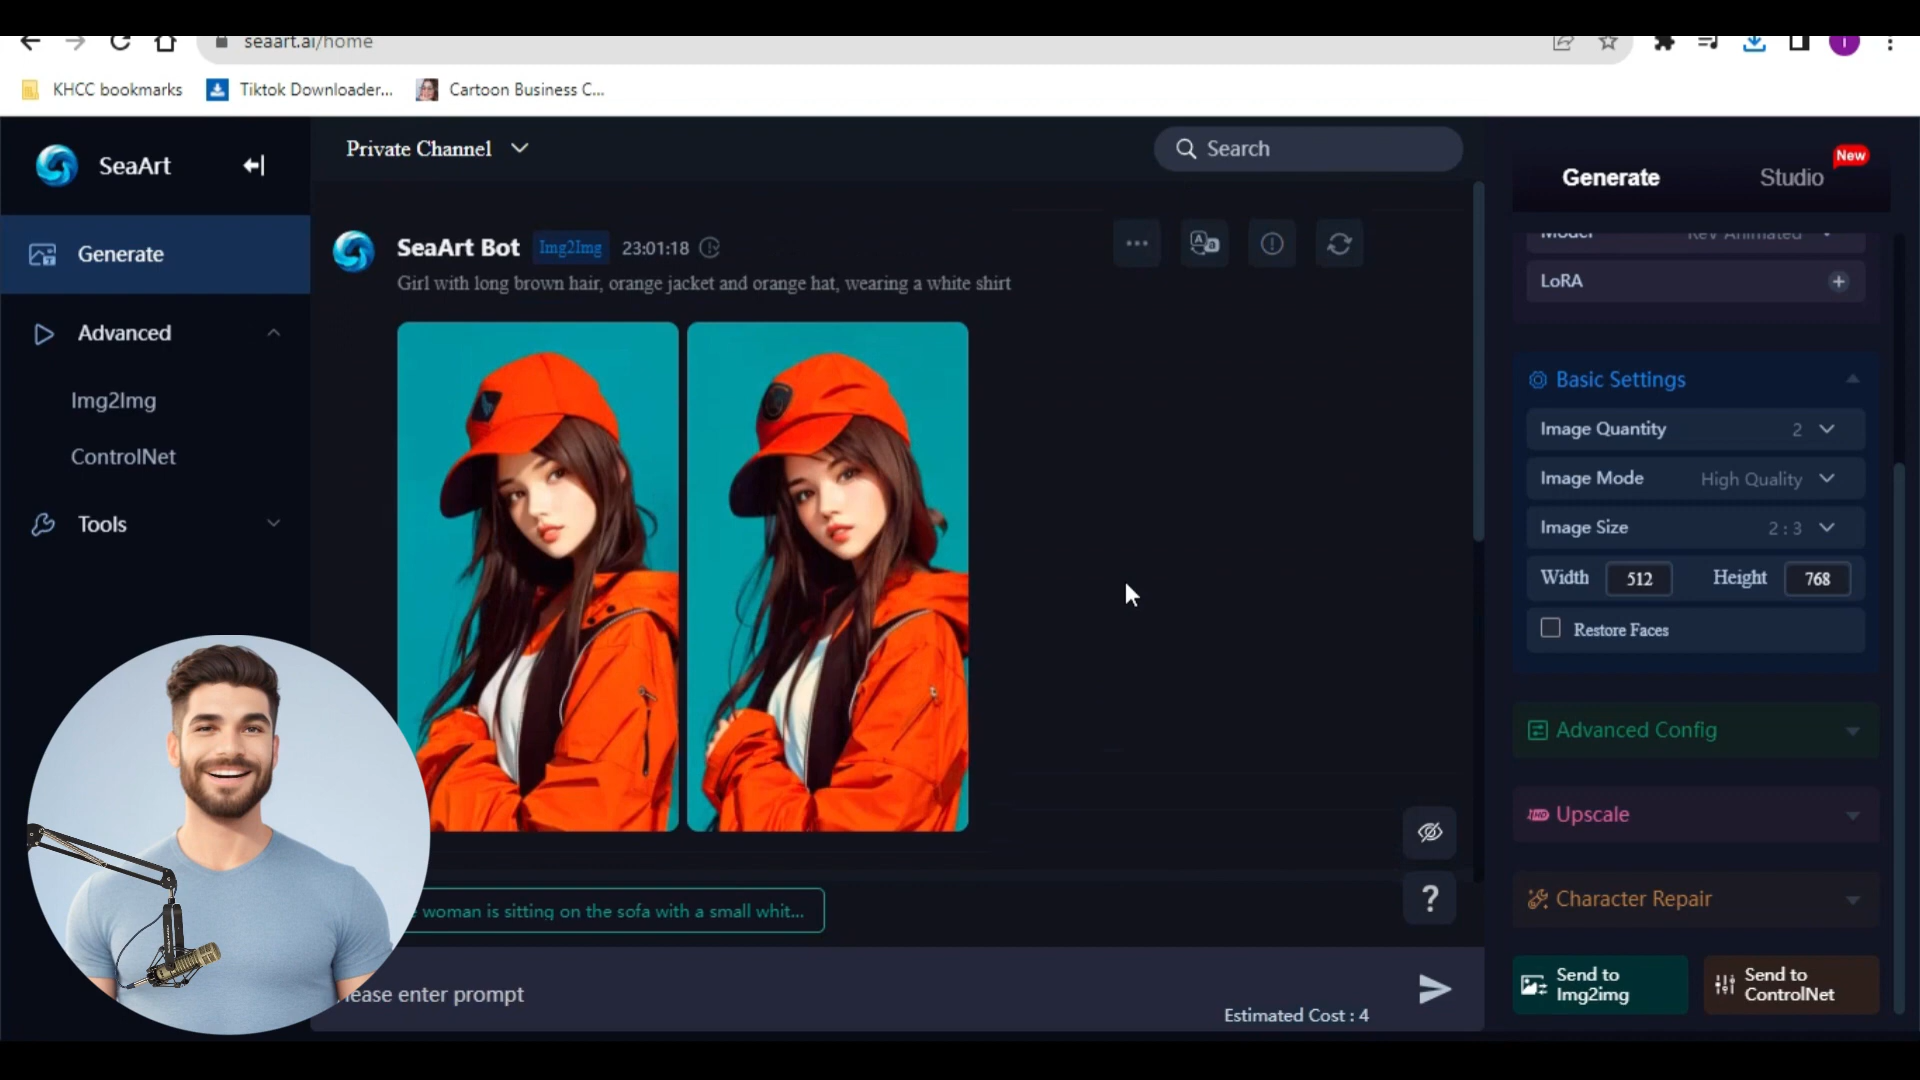 seaart.ai/home
KHCC bookmarks
Tiktok Downloader...
Cartoon Business C...
SeaArt
Private Channel
Search
Generate
Studio
New
Generate
Advanced
Img2Img
ControlNet
Tools
SeaArt Bot
Img2Img
23:01:18
Girl with long brown hair, orange jacket and orange hat, wearing a white shirt
Model
Rev Animated
LoRA
Basic Settings
Image Quantity
2
Image Mode
High Quality
Image Size
2 : 3
Width
512
Height
768
Restore Faces
Advanced Config
Upscale
Character Repair
Send to
Img2img
Send to
ControlNet
woman is sitting on the sofa with a small whit...
lease enter prompt
Estimated Cost : 4
?